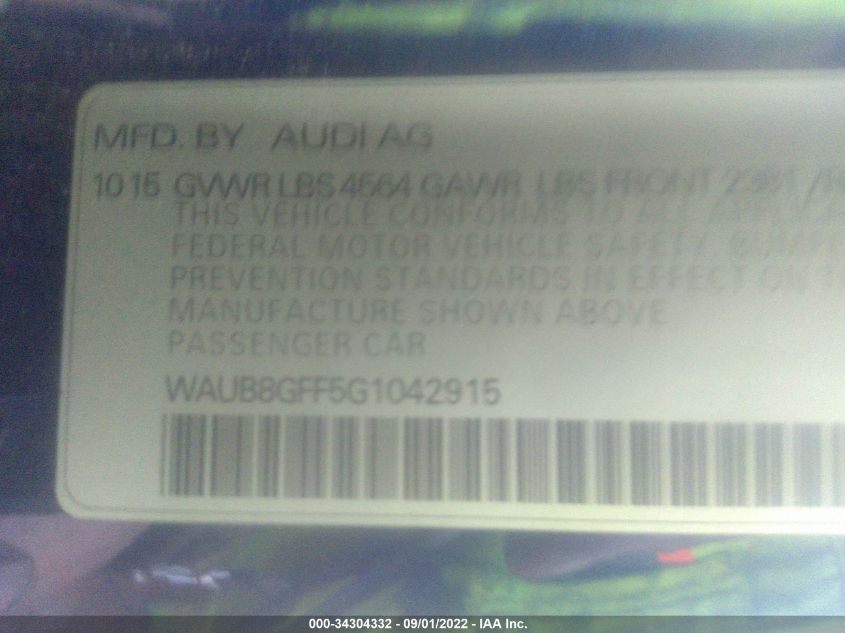 MFD. BY AUDI AG
10 15 GVWR LBS 4564 GAWR LBS FRONT 2381 /R
THIS VEHICLE CONFORMS TO ALL
FEDERAL MOTOR VEHICLE SAFETY,
PREVENTION STANDARDS IN EFFECT ON
MANUFACTURE SHOWN ABOVE
PASSENGER CAR
WAUB8GFF5G1042915
000-34304332 - 09/01/2022 - IAA Inc.